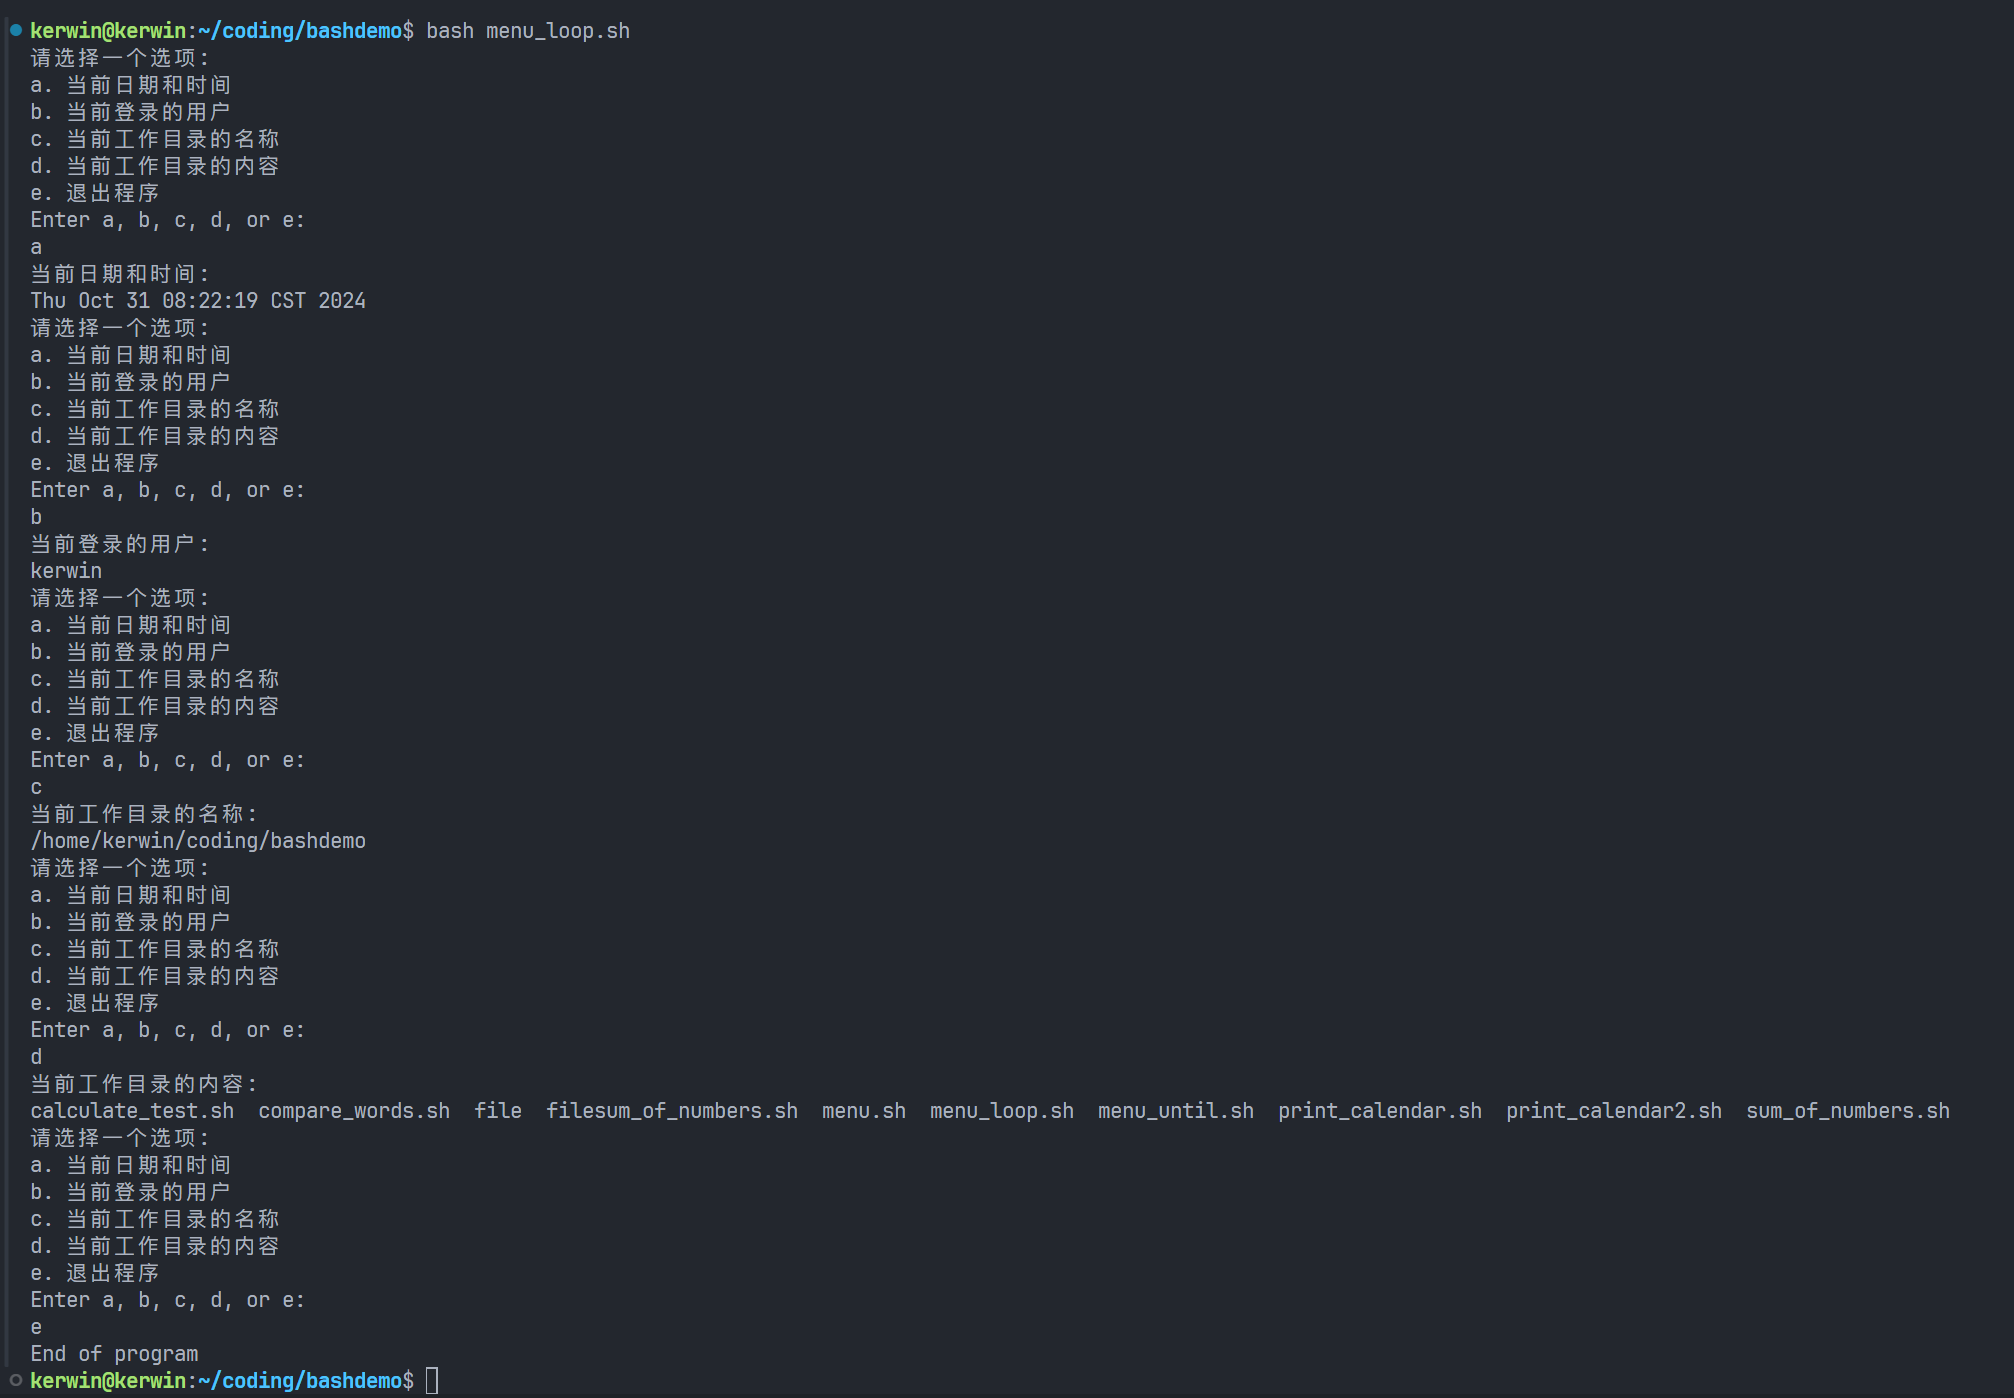 kerwin@kerwin:~/coding/bashdemo$ bash menu_loop.sh
请选择一个选项:
a. 当前日期和时间
b. 当前登录的用户
c. 当前工作目录的名称
d. 当前工作目录的内容
e. 退出程序
Enter a, b, c, d, or e:
a
当前日期和时间:
Thu Oct 31 08:22:19 CST 2024
请选择一个选项:
a. 当前日期和时间
b. 当前登录的用户
c. 当前工作目录的名称
d. 当前工作目录的内容
e. 退出程序
Enter a, b, c, d, or e:
b
当前登录的用户:
kerwin
请选择一个选项:
a. 当前日期和时间
b. 当前登录的用户
c. 当前工作目录的名称
d. 当前工作目录的内容
e. 退出程序
Enter a, b, c, d, or e:
c
当前工作目录的名称:
/home/kerwin/coding/bashdemo
请选择一个选项:
a. 当前日期和时间
b. 当前登录的用户
c. 当前工作目录的名称
d. 当前工作目录的内容
e. 退出程序
Enter a, b, c, d, or e:
d
当前工作目录的内容:
calculate_test.sh  compare_words.sh  file  filesum_of_numbers.sh  menu.sh  menu_loop.sh  menu_until.sh  print_calendar.sh  print_calendar2.sh  sum_of_numbers.sh
请选择一个选项:
a. 当前日期和时间
b. 当前登录的用户
c. 当前工作目录的名称
d. 当前工作目录的内容
e. 退出程序
Enter a, b, c, d, or e:
e
End of program
kerwin@kerwin:~/coding/bashdemo$